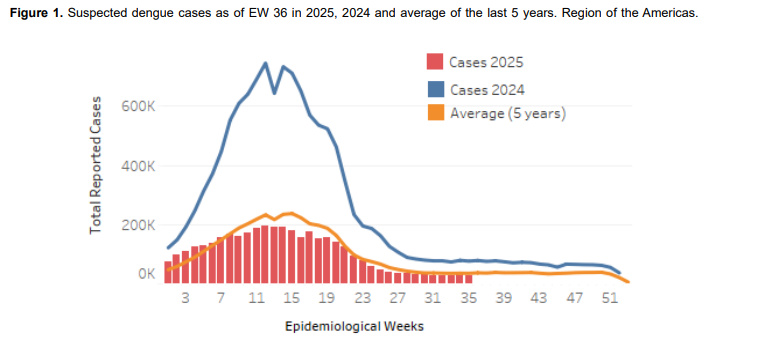 Figure 1. Suspected dengue cases as of EW 36 in 2025, 2024 and average of the last 5 years. Region of the Americas.
Cases 2025
Cases 2024
Average (5 years)
Total Reported Cases
600K
400K
200K
0K
3 7 11 15 19 23 27 31 35 39 43 47 51
Epidemiological Weeks